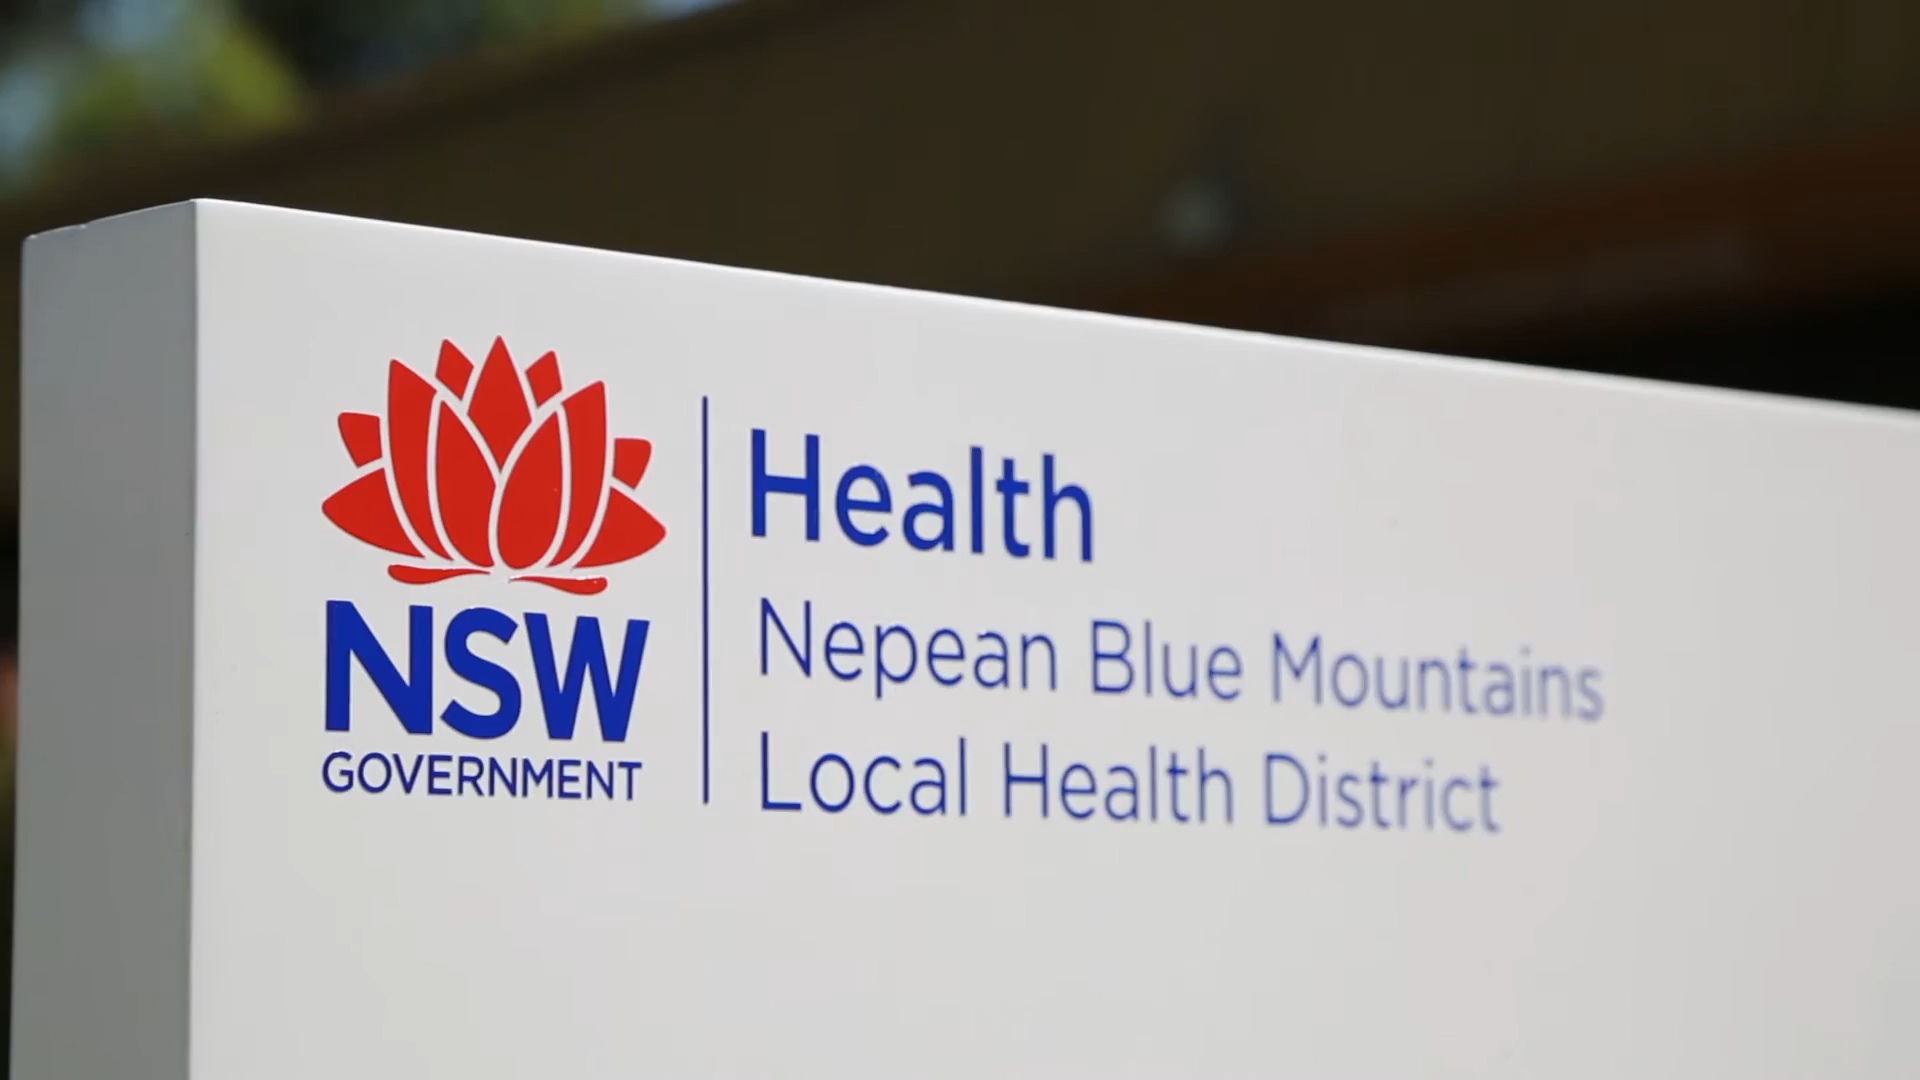 NSW
GOVERNMENT
Health
Nepean Blue Mountains
Local Health District